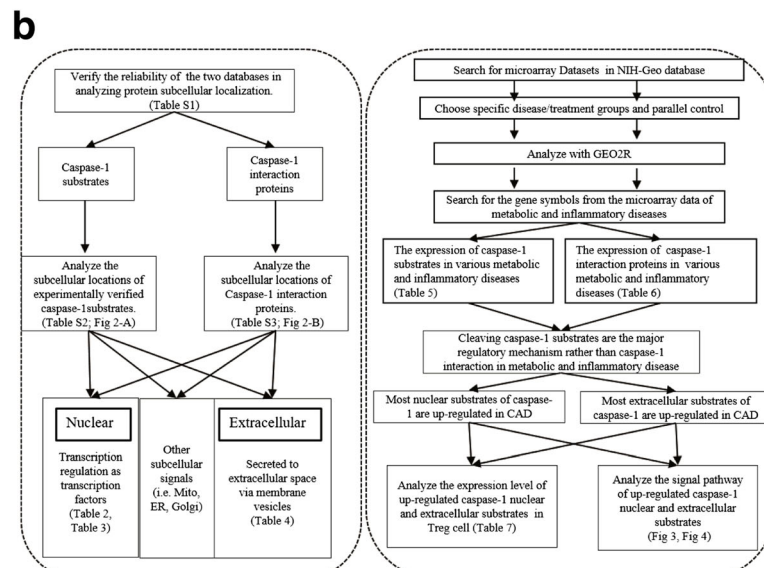 b
Verify the reliability of the two databases in
analyzing protein subcellular localization.
(Table S1)
Caspase-1
substrates
Caspase-1
interaction
proteins
Analyze the
subcellular locations of
experimentally verified
caspase-1substrates.
(Table S2; Fig 2-A)
Analyze the
subcellular locations of
Caspase-1 interaction
proteins.
(Table S3; Fig 2-B)
Nuclear
Transcription
regulation as
transcription
factors
(Table 2,
Table 3)
Other
subcellular
signals
(i.e. Mito,
ER, Golgi)
Extracellular
Secreted to
extracellular space
via membrane
vesicles
(Table 4)
Search for microarray Datasets in NIH-Geo database
Choose specific disease/treatment groups and parallel control
Analyze with GEO2R
Search for the gene symbols from the microarray data of
metabolic and inflammatory diseases
The expression of caspase-1
substrates in various metabolic
and inflammatory diseases
(Table 5)
The expression of caspase-1
interaction proteins in various
metabolic and inflammatory
diseases (Table 6)
Cleaving caspase-1 substrates are the major
regulatory mechanism rather than caspase-1
interaction in metabolic and inflammatory disease
Most nuclear substrates of caspase-
1 are up-regulated in CAD
Most extracellular substrates of
caspase-1 are up-regulated in CAD
Analyze the expression level of
up-regulated caspase-1 nuclear
and extracellular substrates in
Treg cell (Table 7)
Analyze the signal pathway
of up-regulated caspase-1
nuclear and extracellular
substrates
(Fig 3, Fig 4)